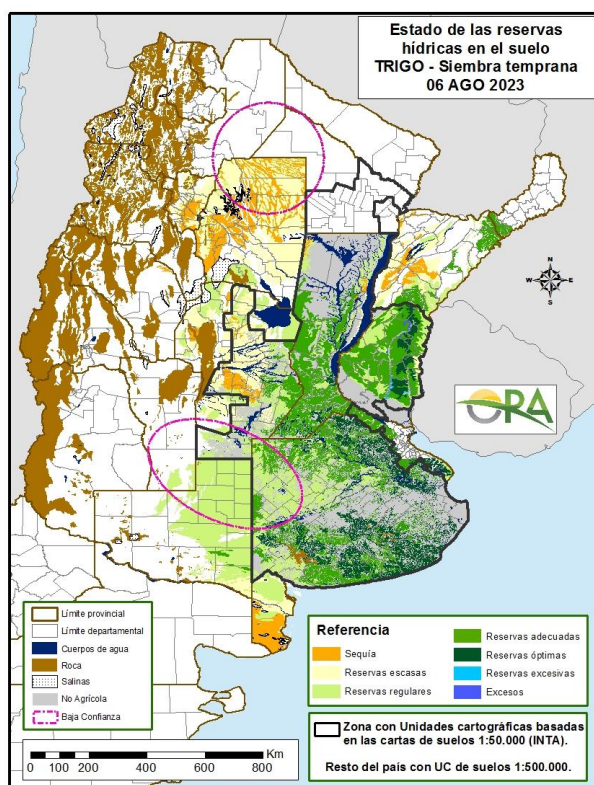 Estado de las reservas
hídricas en el suelo
TRIGO - Siembra temprana
06 AGO 2023
N
W E
S
ORA
Límite provincial
Límite departamental
Cuerpos de agua
Roca
Salinas
No Agrícola
Baja Confianza
Referencia
Sequía
Reservas escasas
Reservas regulares
Reservas adecuadas
Reservas óptimas
Reservas excesivas
Excesos
Zona con Unidades cartográficas basadas
en las cartas de suelos 1:50.000 (INTA).
Resto del país con UC de suelos 1:500.000.
Km
0 100 200 400 600 800